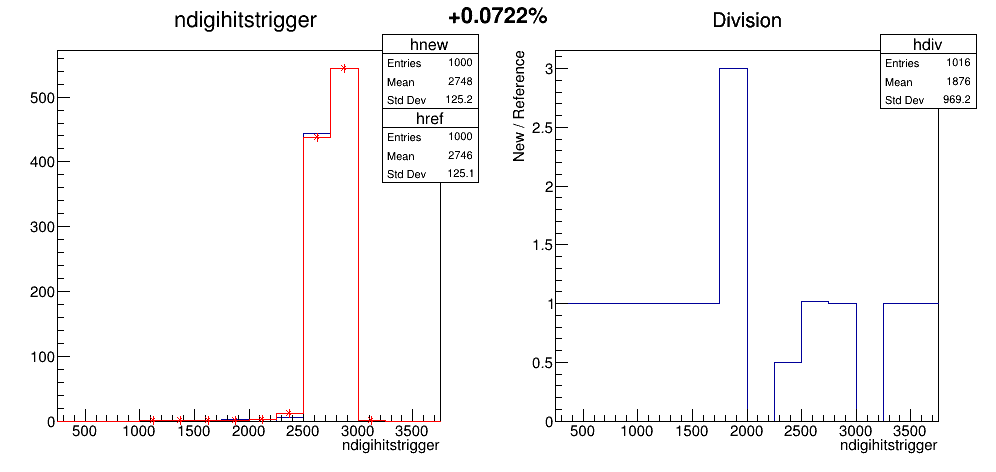 ndigihitstrigger
+0.0722%
Division
hnew
Entries 1000
Mean 2748
Std Dev 125.2
href
Entries 1000
Mean 2746
Std Dev 125.1
500
400
300
200
100
0
500 1000 1500 2000 2500 3000 3500
ndigihitstrigger
hdiv
Entries 1016
Mean 1876
Std Dev 969.2
New / Reference
3
2.5
2
1.5
1
0.5
0
500 1000 1500 2000 2500 3000 3500
ndigihitstrigger